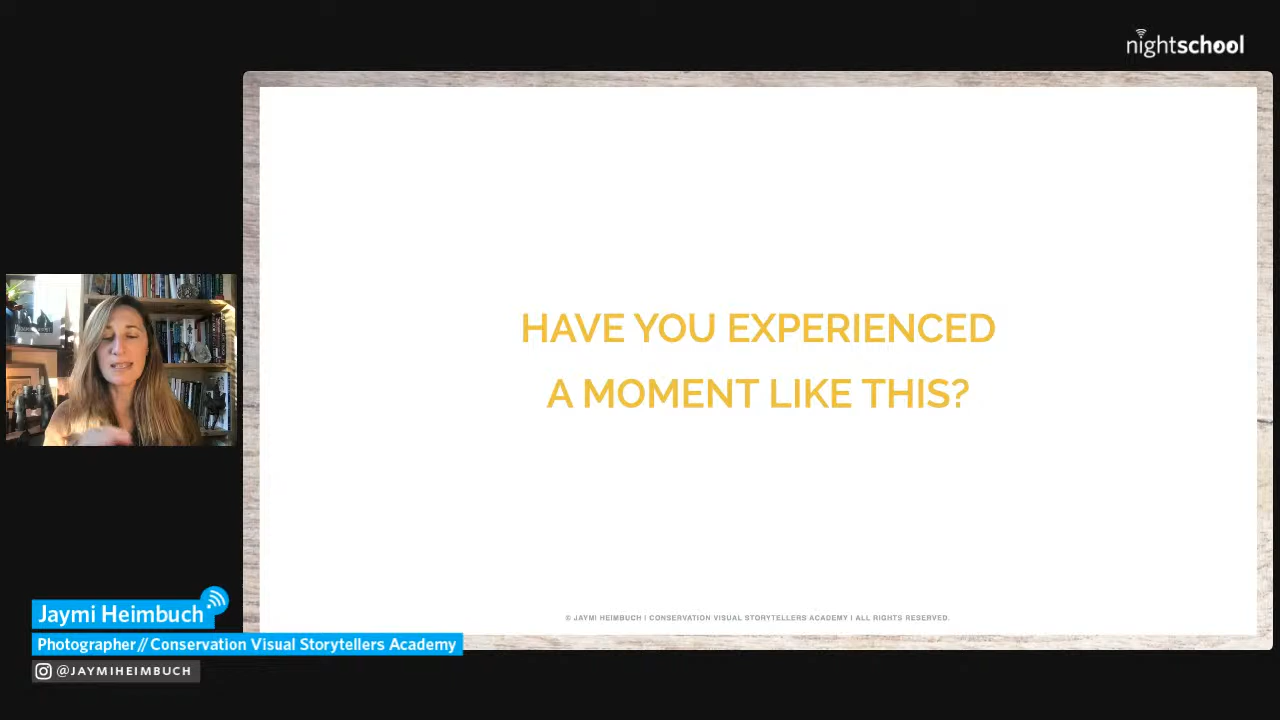 nightschool
HAVE YOU EXPERIENCED
A MOMENT LIKE THIS?
© JAYMI HEIMBUCH | CONSERVATION VISUAL STORYTELLERS ACADEMY | ALL RIGHTS RESERVED.
Jaymi Heimbuch
Photographer//Conservation Visual Storytellers Academy
@JAYMIHEIMBUCH